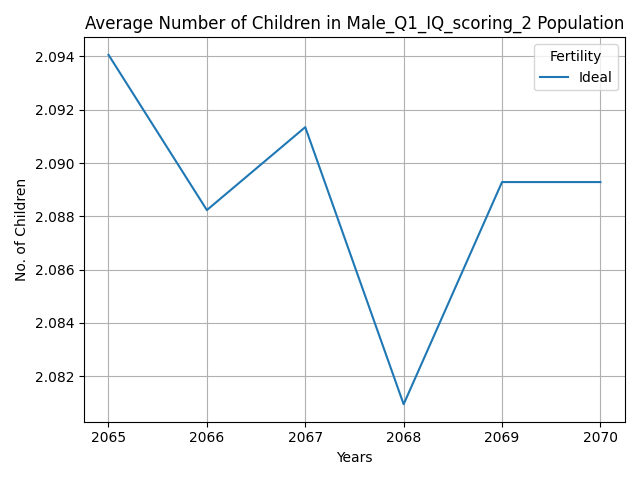 Average Number of Children in Male_Q1_IQ_scoring_2 Population
Fertility
Ideal
2.094
2.092
2.090
2.088
2.086
2.084
2.082
No. of Children
2065 2066 2067 2068 2069 2070
Years